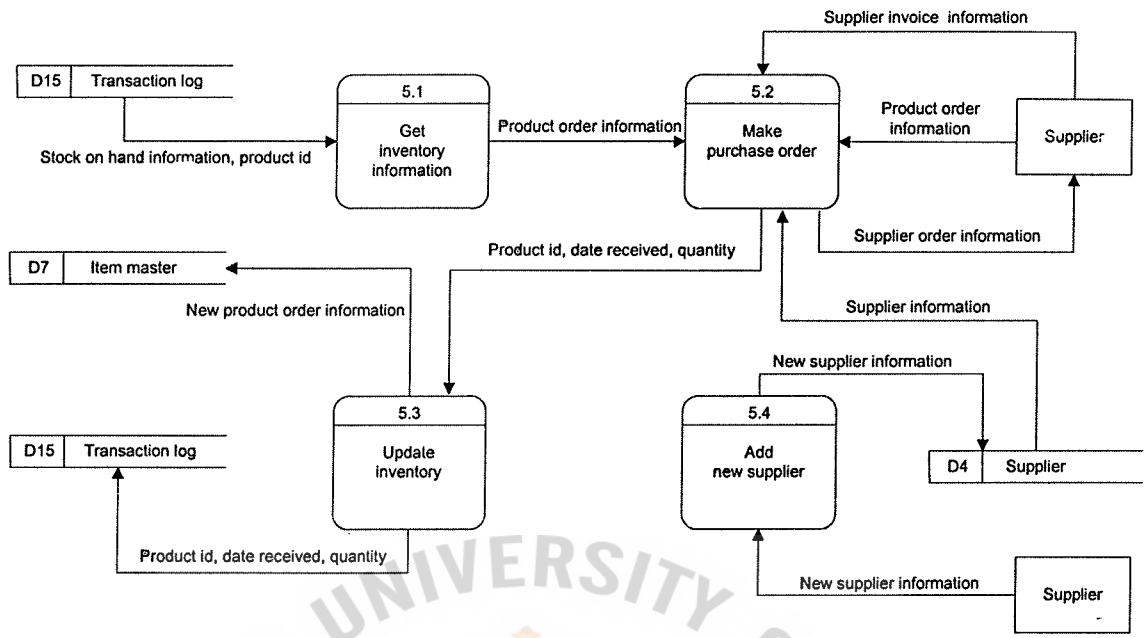 Supplier invoice information
D15 Transaction log
5.1
5.2
Get
inventory
information
Product order information
Make
purchase order
Product order
information
Supplier
Stock on hand information, product id
Product id, date received, quantity
Supplier order information
D7 Item master
New product order information
Supplier information
New supplier information
5.3
5.4
D15 Transaction log
Update
inventory
Add
new supplier
D4 Supplier
Product id, date received, quantity
New supplier information
Supplier
UNIVERSITY